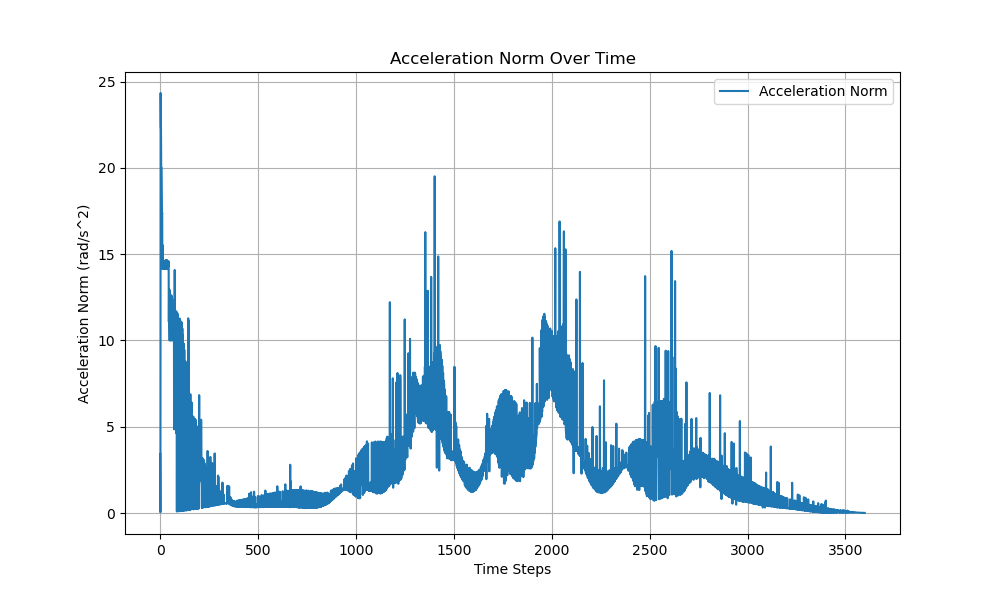 Acceleration Norm Over Time
Acceleration Norm
Acceleration Norm (rad/s^2)
25
20
15
10
5
0
0 500 1000 1500 2000 2500 3000 3500
Time Steps